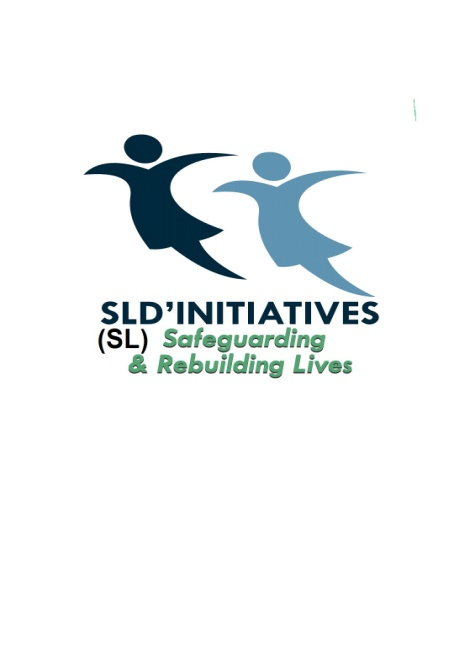 SLD'INITIATIVES
(SL) Safeguarding
& Rebuilding Lives